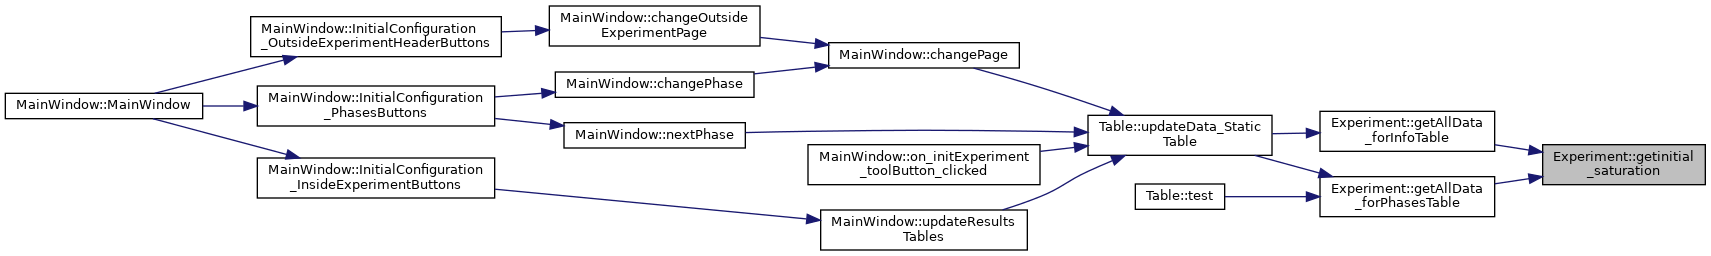 MainWindow::MainWindow
MainWindow::InitialConfiguration
_OutsideExperimentHeaderButtons
MainWindow::InitialConfiguration
_PhasesButtons
MainWindow::InitialConfiguration
_InsideExperimentButtons
MainWindow::changeOutside
ExperimentPage
MainWindow::changePhase
MainWindow::nextPhase
MainWindow::changePage
MainWindow::on_initExperiment
_toolButton_clicked
MainWindow::updateResults
Tables
Table::updateData_Static
Table
Table::test
Experiment::getAllData
_forInfoTable
Experiment::getAllData
_forPhasesTable
Experiment::getinitial
_saturation